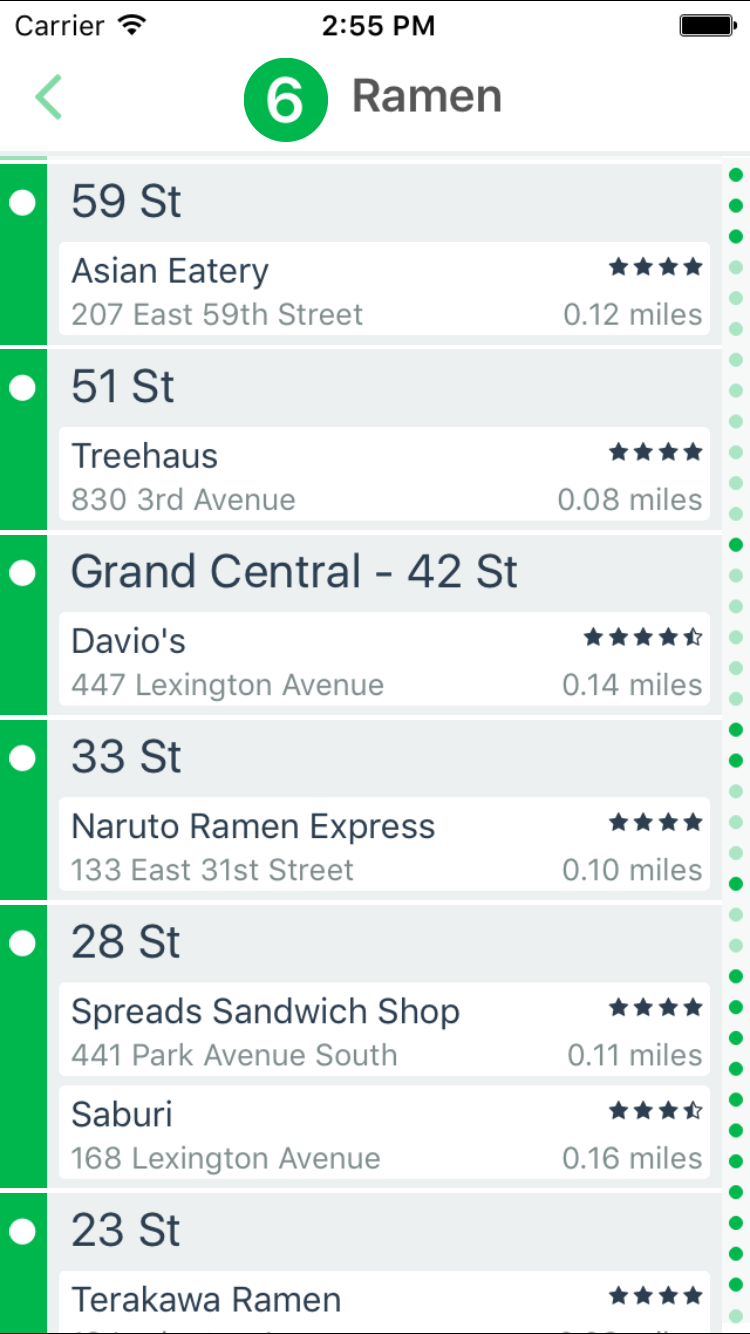 Carrier 2:55 PM
6 Ramen
59 St
Asian Eatery
207 East 59th Street 0.12 miles
51 St
Treehaus
830 3rd Avenue 0.08 miles
Grand Central - 42 St
Davio's
447 Lexington Avenue 0.14 miles
33 St
Naruto Ramen Express
133 East 31st Street 0.10 miles
28 St
Spreads Sandwich Shop
441 Park Avenue South 0.11 miles
Saburi
168 Lexington Avenue 0.16 miles
23 St
Terakawa Ramen